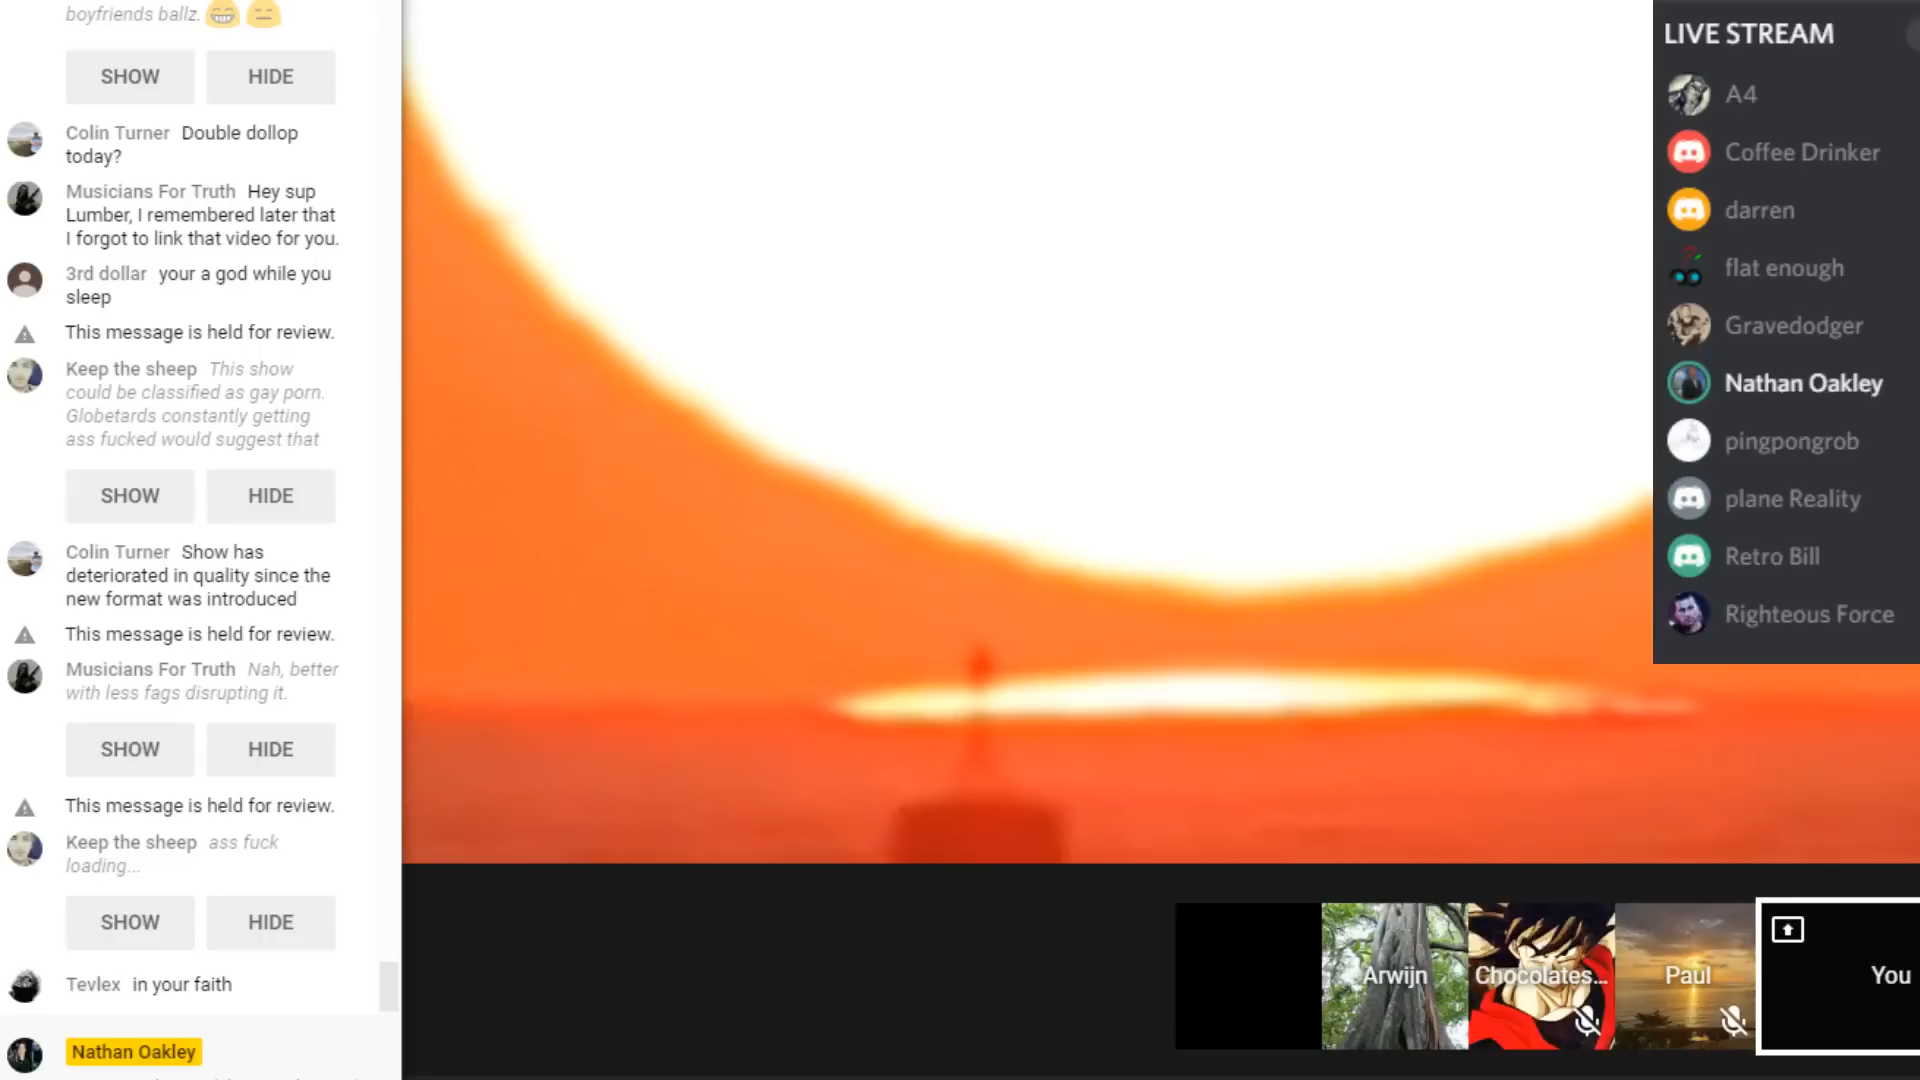 boyfriends ballz.
SHOW HIDE
Colin Turner Double dollop
today?
Musicians For Truth Hey sup
Lumber, I remembered later that
I forgot to link that video for you.
3rd dollar your a god while you
sleep
This message is held for review.
Keep the sheep This show
could be classified as gay porn.
Globetards constantly getting
ass fucked would suggest that
SHOW HIDE
Colin Turner Show has
deteriorated in quality since the
new format was introduced
This message is held for review.
Musicians For Truth Nah, better
with less fags disrupting it.
SHOW HIDE
This message is held for review.
Keep the sheep ass fuck
loading...
SHOW HIDE
Tevlex in your faith
Nathan Oakley
LIVE STREAM
A4
Coffee Drinker
darren
flat enough
Gravedodger
Nathan Oakley
pingpongrob
plane Reality
Retro Bill
Righteous Force
Arwijn
Chocolates...
Paul
You